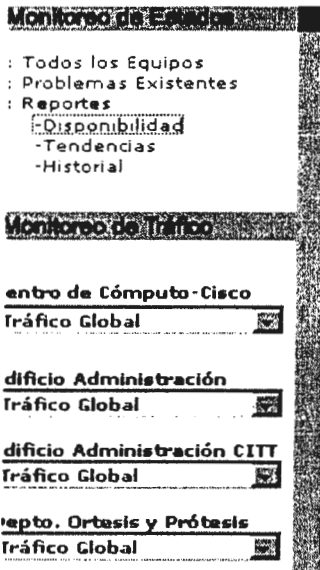 Monitoreo de Estados
: Todos los Equipos
: Problemas Existentes
: Reportes
-Disponibilidad
-Tendencias
-Historial
Monitoreo de Tráfico
entro de Cómputo-Cisco
Tráfico Global
dificio Administración
Tráfico Global
dificio Administración CITT
Tráfico Global
epto. Ortesis y Prótesis
Tráfico Global